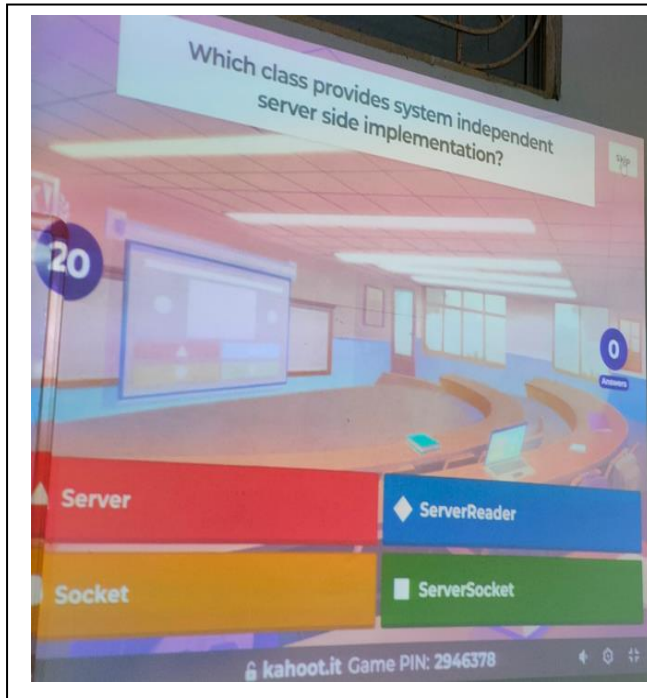 Which class provides system independent
server side implementation?
skip
20
0
Answers
Server
ServerReader
Socket
ServerSocket
kahoot.it Game PIN: 2946378